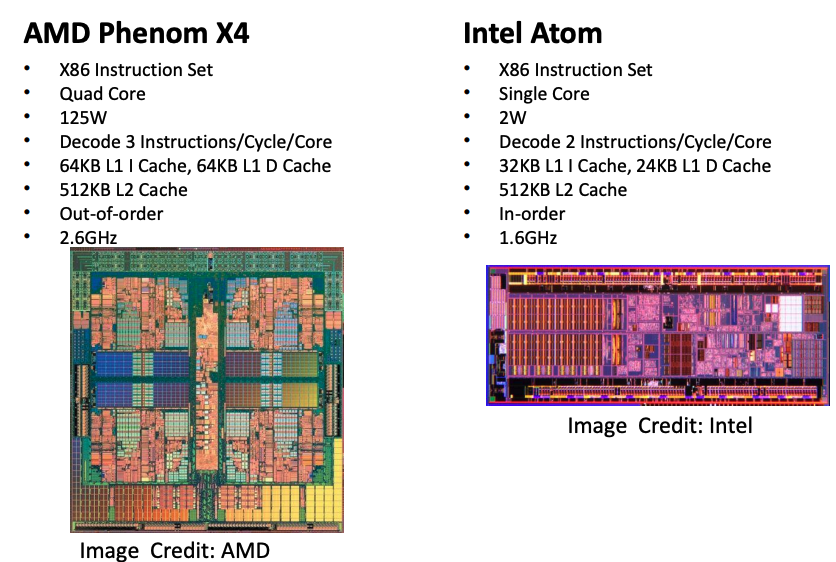 AMD Phenom X4
• X86 Instruction Set
• Quad Core
• 125W
• Decode 3 Instructions/Cycle/Core
• 64KB L1 I Cache, 64KB L1 D Cache
• 512KB L2 Cache
• Out-of-order
• 2.6GHz
Image Credit: AMD
Intel Atom
• X86 Instruction Set
• Single Core
• 2W
• Decode 2 Instructions/Cycle/Core
• 32KB L1 I Cache, 24KB L1 D Cache
• 512KB L2 Cache
• In-order
• 1.6GHz
Image Credit: Intel